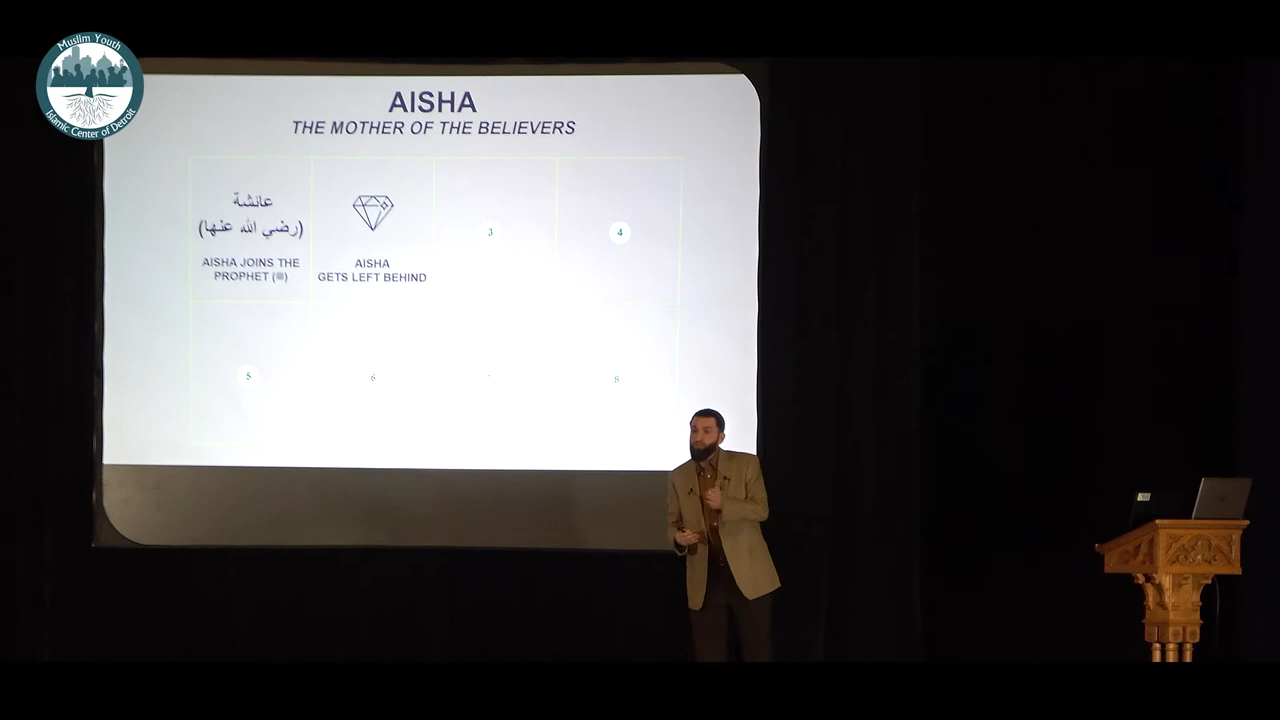 Muslim Youth
Islamic Center of Detroit
AISHA
THE MOTHER OF THE BELIEVERS
عائشة
(رضي الله عنها)
AISHA JOINS THE
PROPHET (ﷺ)
AISHA
GETS LEFT BEHIND
3
4
5
6
8